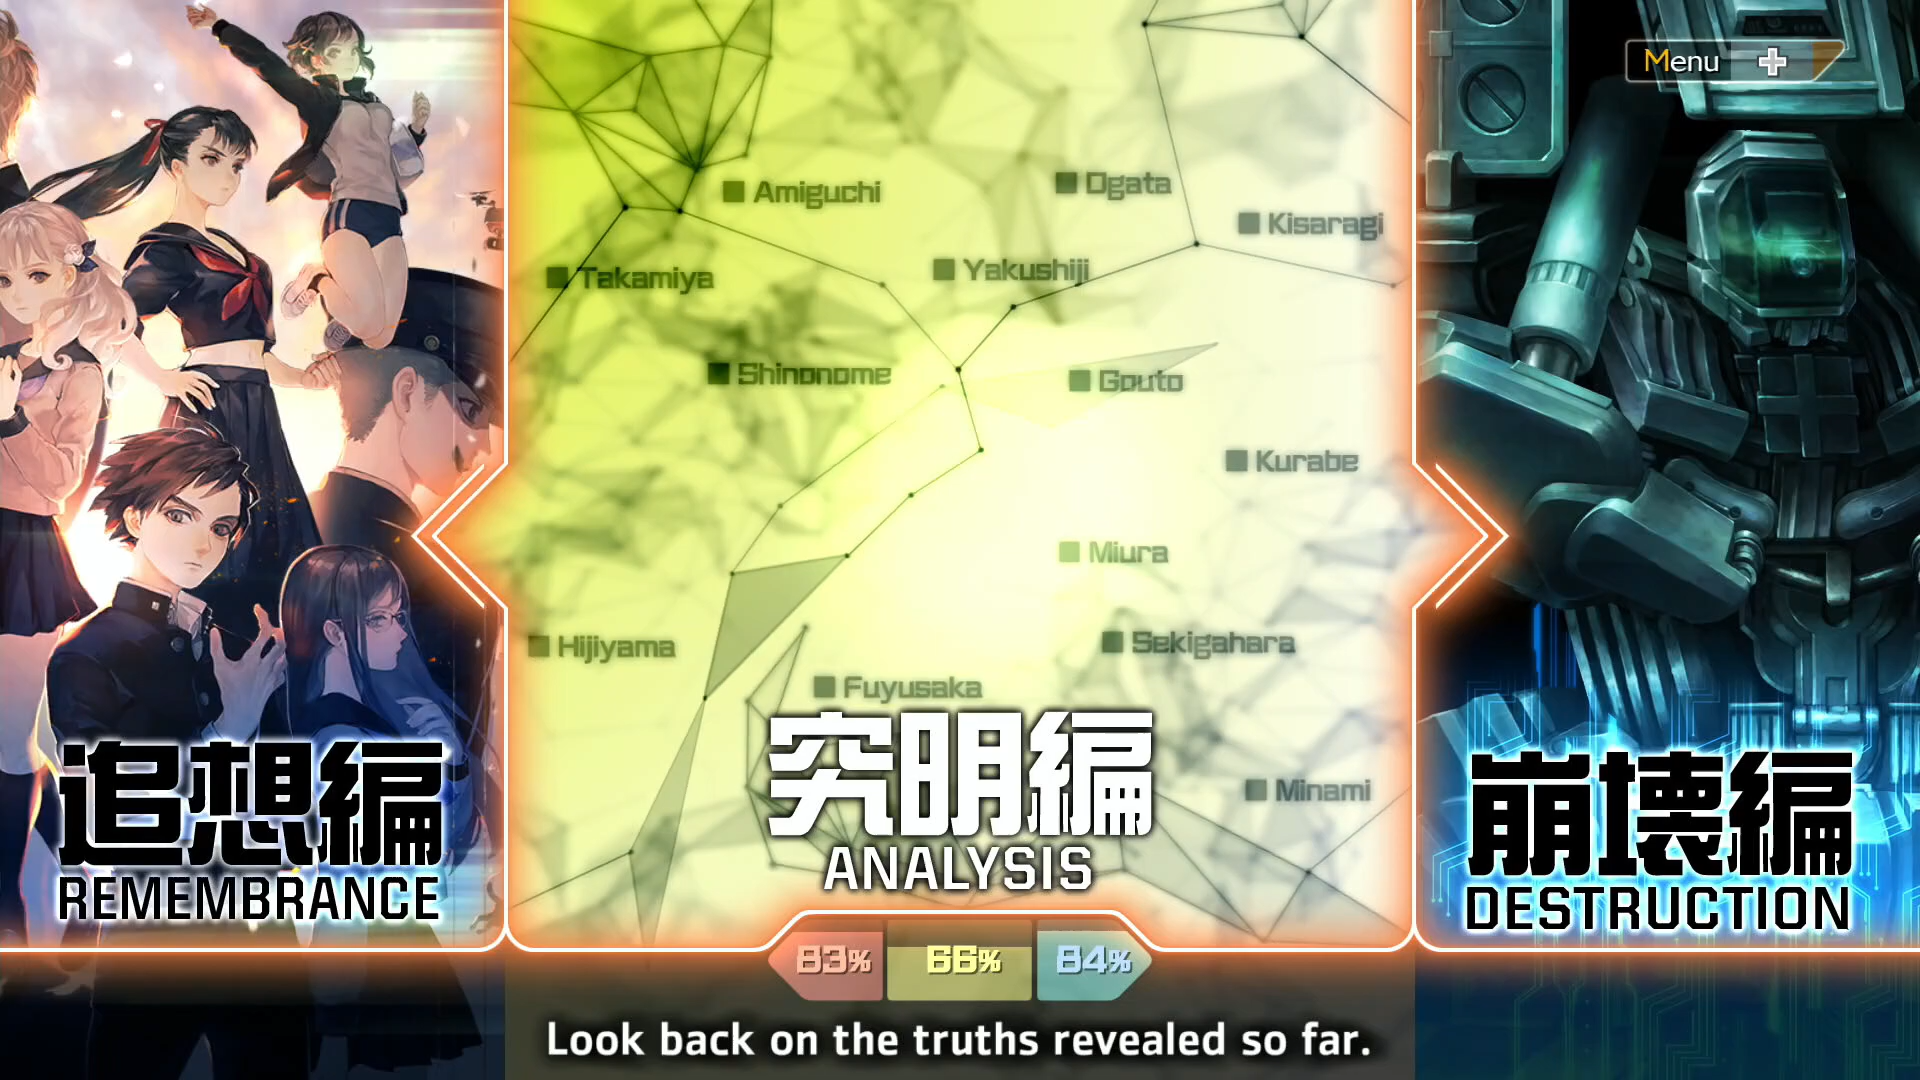 Menu
Amiguchi
Ogata
Kisaragi
Takamiya
Yakushiji
Shinonome
Gouto
Kurabe
Miura
Hijiyama
Sekigahara
Fuyusaka
Minami
追想編
REMEMBRANCE
究明編
ANALYSIS
崩壊編
DESTRUCTION
83% 66% 84%
Look back on the truths revealed so far.